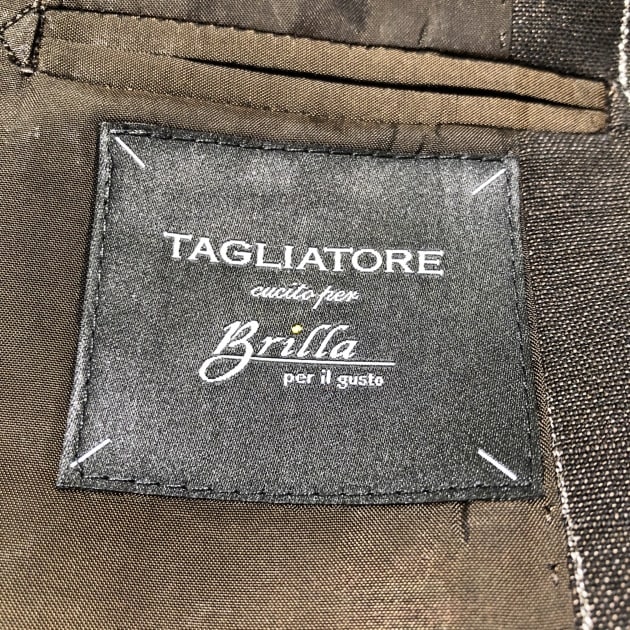 TAGLIATORE
cucito per
Brilla
per il gusto